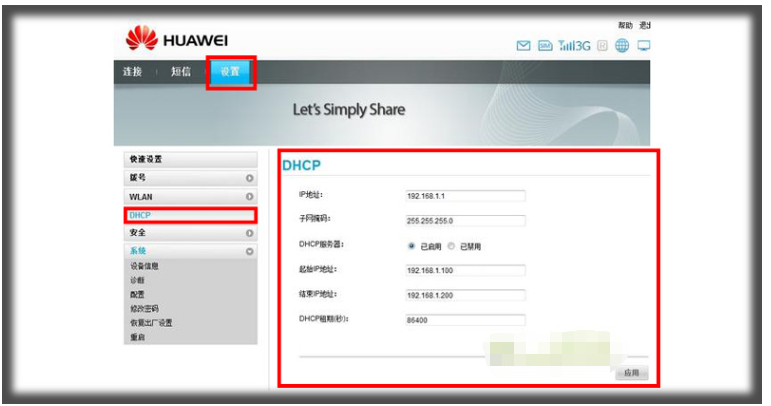 帮助 退出
HUAWEI
SIM 3G
连接 短信 设置
Let's Simply Share
快速设置
拨号
WLAN
DHCP
安全
系统
设备信息
诊断
配置
修改密码
恢复出厂设置
重启
DHCP
IP地址: 192.168.1.1
子网掩码: 255.255.255.0
DHCP服务器: 已启用 已禁用
起始IP地址: 192.168.1.100
结束IP地址: 192.168.1.200
DHCP租期(秒): 86400
应用